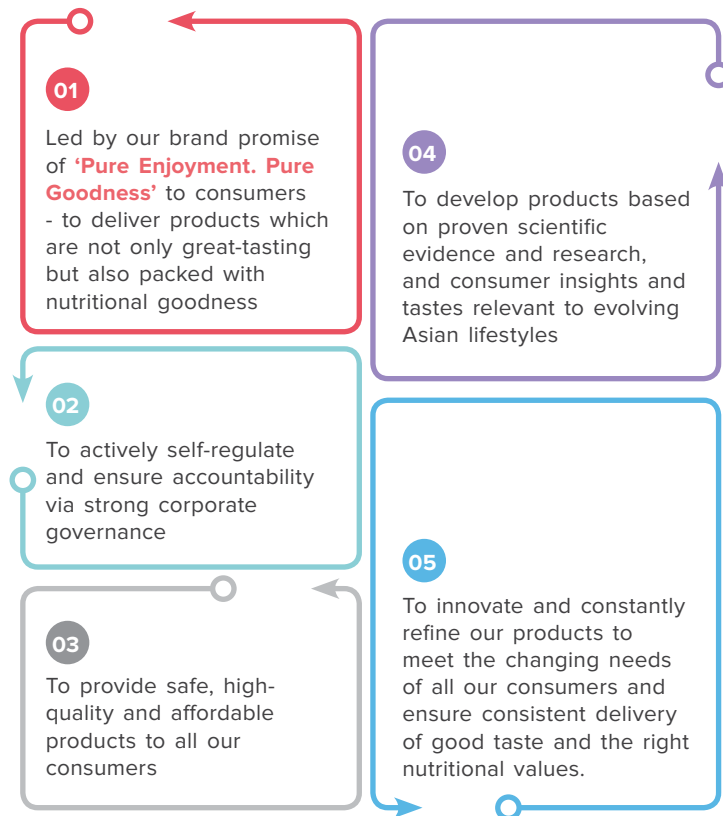 01
Led by our brand promise
of ‘Pure Enjoyment. Pure
Goodness’ to consumers
- to deliver products which
are not only great-tasting
but also packed with
nutritional goodness
02
To actively self-regulate
and ensure accountability
via strong corporate
governance
03
To provide safe, high-
quality and affordable
products to all our
consumers
04
To develop products based
on proven scientific
evidence and research,
and consumer insights and
tastes relevant to evolving
Asian lifestyles
05
To innovate and constantly
refine our products to
meet the changing needs
of all our consumers and
ensure consistent delivery
of good taste and the right
nutritional values.